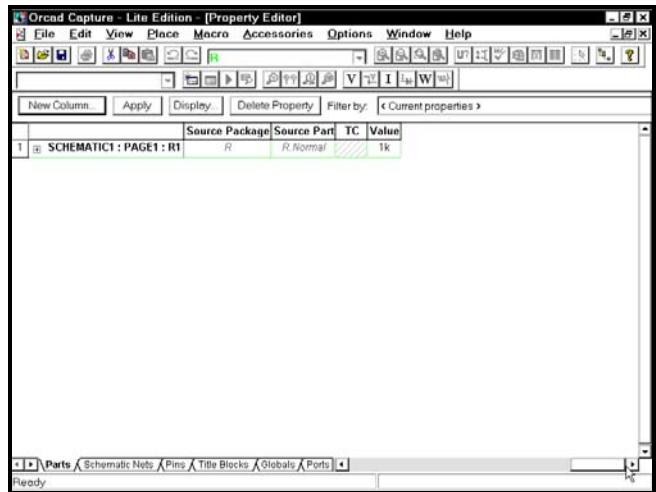 Orcad Capture - Lite Edition - [Property Editor]
File Edit View Place Macro Accessories Options Window Help
R
U?
V I W
New Column... Apply Display... Delete Property Filter by: < Current properties >
Source Package Source Part TC Value
1 SCHEMATIC1 : PAGE1 : R1 R R.Normal 1k
Parts Schematic Nets Pins Title Blocks Globals Ports
Ready